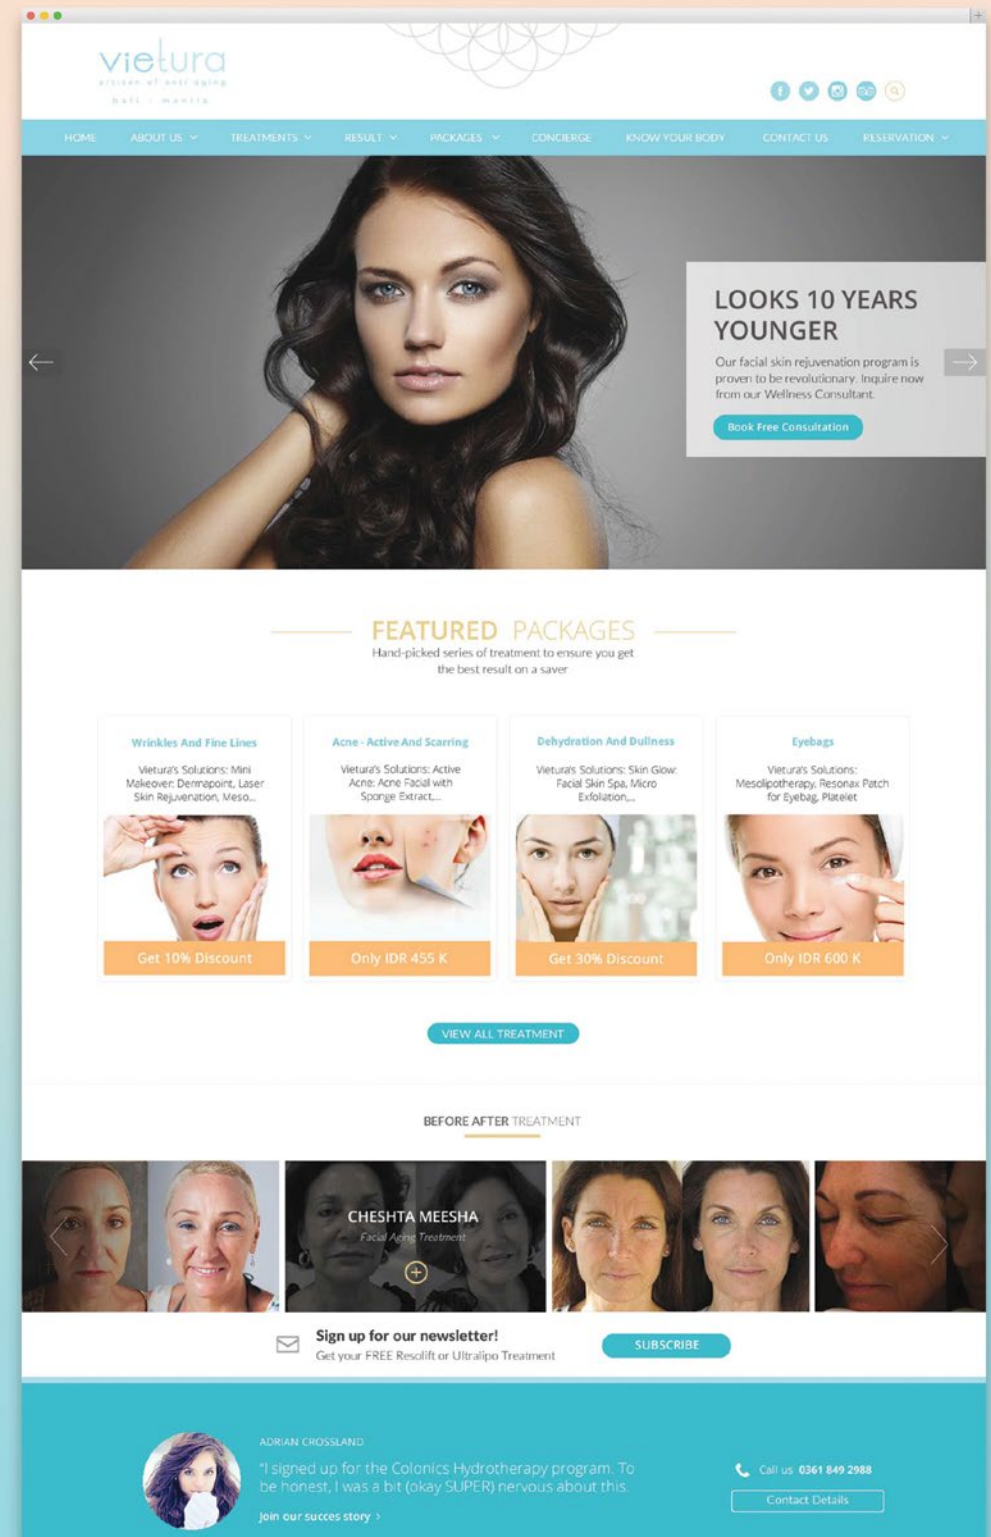 vietura
artisan of anti aging
bali : manila
HOME ABOUT US TREATMENTS RESULT PACKAGES CONCIERGE KNOW YOUR BODY CONTACT US RESERVATION
LOOKS 10 YEARS
YOUNGER
Our facial skin rejuvenation program is
proven to be revolutionary. Inquire now
from our Wellness Consultant.
Book Free Consultation
FEATURED PACKAGES
Hand-picked series of treatment to ensure you get
the best result on a saver
Wrinkles And Fine Lines
Vietura's Solutions: Mini
Makeover: Dermapoint, Laser
Skin Rejuvenation, Meso...
Get 10% Discount
Acne - Active And Scarring
Vietura's Solutions: Active
Acne: Acne Facial with
Sponge Extract,...
Only IDR 455 K
Dehydration And Dullness
Vietura's Solutions: Skin Glow:
Facial Skin Spa, Micro
Exfoliation,...
Get 30% Discount
Eyebags
Vietura's Solutions:
Mesolipotherapy, Resonax Patch
for Eyebag, Platelet
Only IDR 600 K
VIEW ALL TREATMENT
BEFORE AFTER TREATMENT
CHESHTA MEESHA
Facial Aging Treatment
Sign up for our newsletter!
Get your FREE Resolift or Ultralipo Treatment
SUBSCRIBE
ADRIAN CROSSLAND
"I signed up for the Colonics Hydrotherapy program. To
be honest, I was a bit (okay SUPER) nervous about this.
Join our succes story >
Call us 0361 849 2988
Contact Details